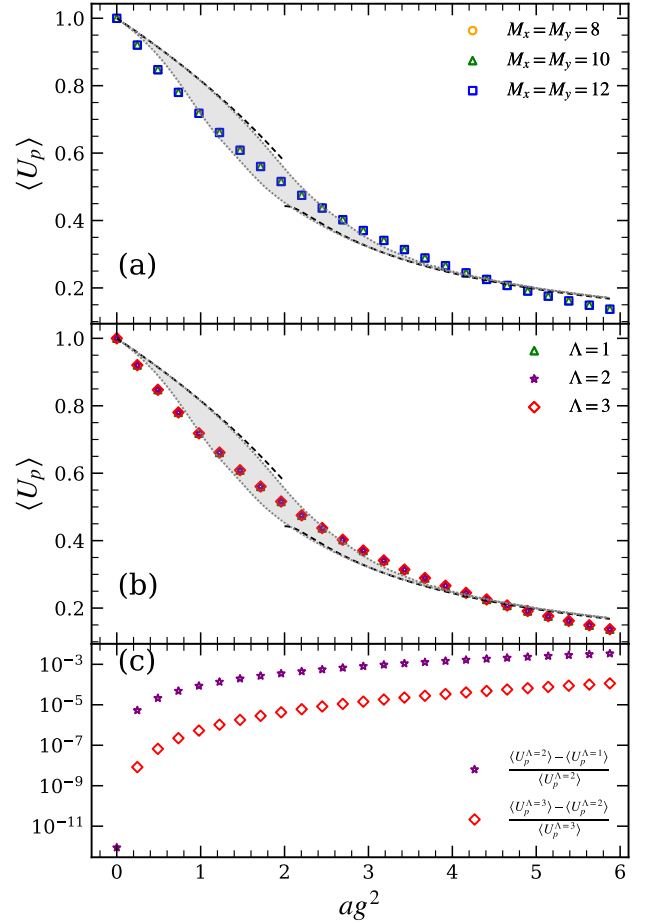 1.0
0.8
0.6
0.4
0.2
⟨U_p⟩
M_x = M_y = 8
M_x = M_y = 10
M_x = M_y = 12
(a)
1.0
0.8
0.6
0.4
0.2
⟨U_p⟩
Λ = 1
Λ = 2
Λ = 3
(b)
(c)
10^{-3}
10^{-5}
10^{-7}
10^{-9}
10^{-11}
⟨U_p^{Λ=2}⟩ − ⟨U_p^{Λ=1}⟩
⟨U_p^{Λ=2}⟩
⟨U_p^{Λ=3}⟩ − ⟨U_p^{Λ=2}⟩
⟨U_p^{Λ=3}⟩
0 1 2 3 4 5 6
ag^2